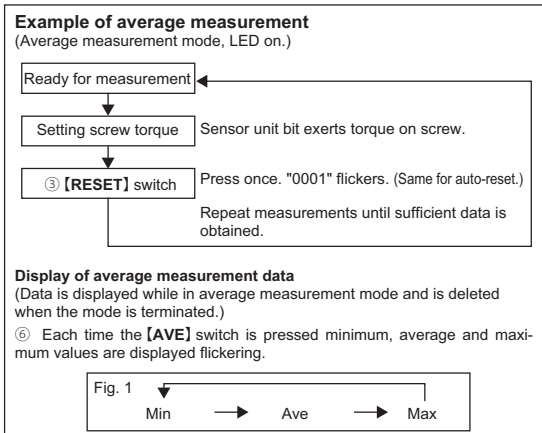 Example of average measurement
(Average measurement mode, LED on.)
Ready for measurement
Setting screw torque
Sensor unit bit exerts torque on screw.
③【RESET】switch
Press once. "0001" flickers. (Same for auto-reset.)
Repeat measurements until sufficient data is
obtained.
Display of average measurement data
(Data is displayed while in average measurement mode and is deleted
when the mode is terminated.)
⑥ Each time the【AVE】switch is pressed minimum, average and maxi-
mum values are displayed flickering.
Fig. 1
Min Ave Max